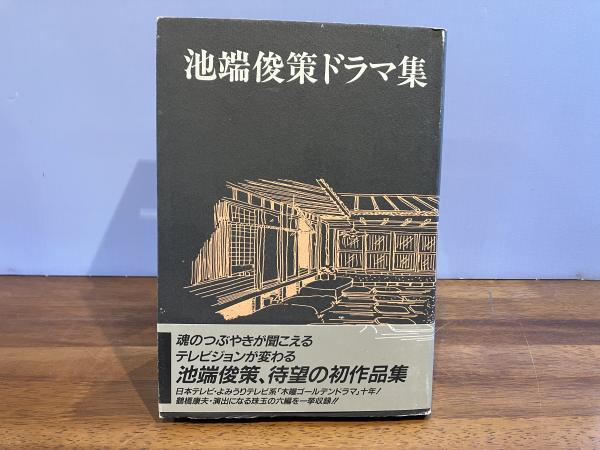 池端俊策ドラマ集
魂のつぶやきが聞こえる
テレビジョンが変わる
池端俊策、待望の初作品集
日本テレビ・よみうりテレビ系「木曜ゴールデンドラマ」十年!
鶴橋康夫・演出になる珠玉の六編を一挙収録!!